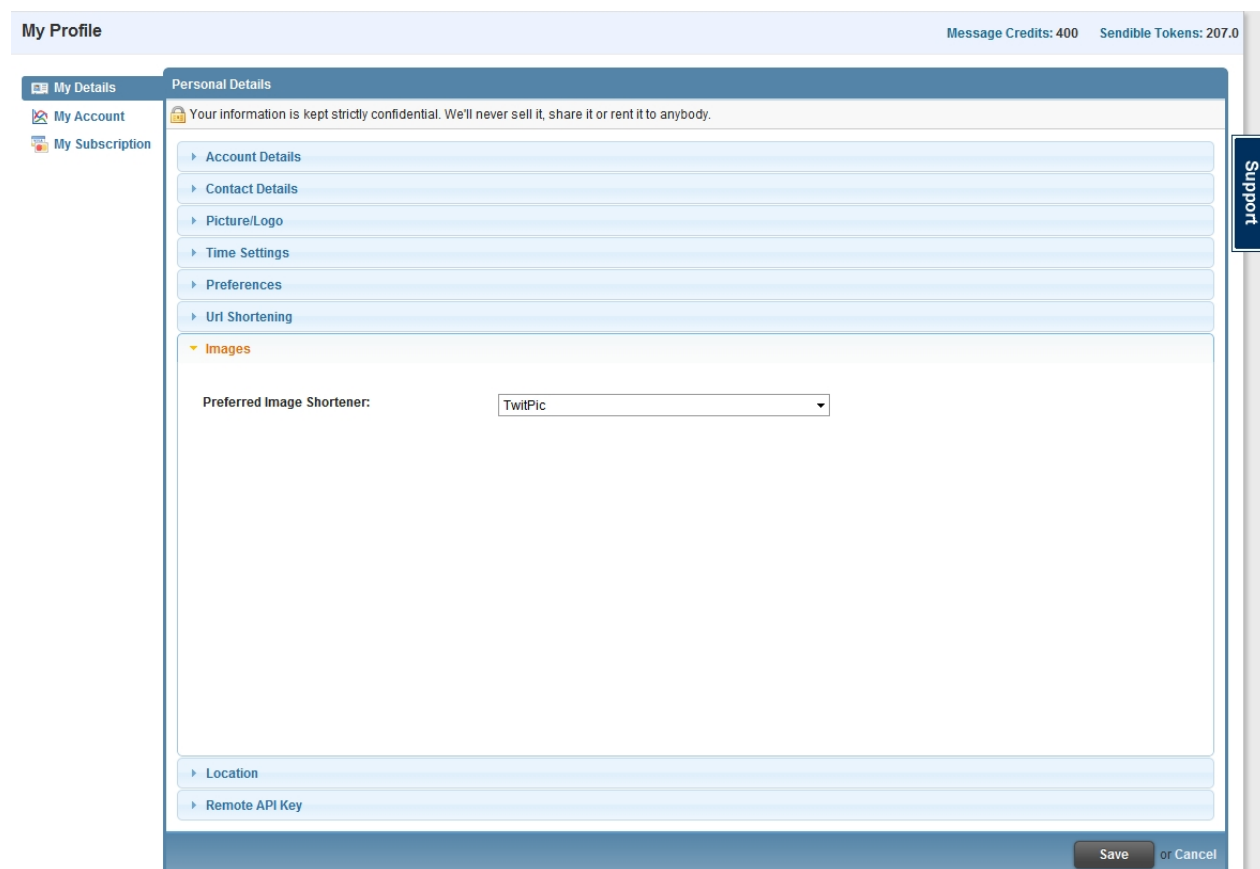 My Profile
Message Credits: 400 Sendible Tokens: 207.0
My Details
My Account
My Subscription
Personal Details
Your information is kept strictly confidential. We'll never sell it, share it or rent it to anybody.
Account Details
Contact Details
Picture/Logo
Time Settings
Preferences
Url Shortening
Images
Preferred Image Shortener: TwitPic
Location
Remote API Key
Save or Cancel
Support